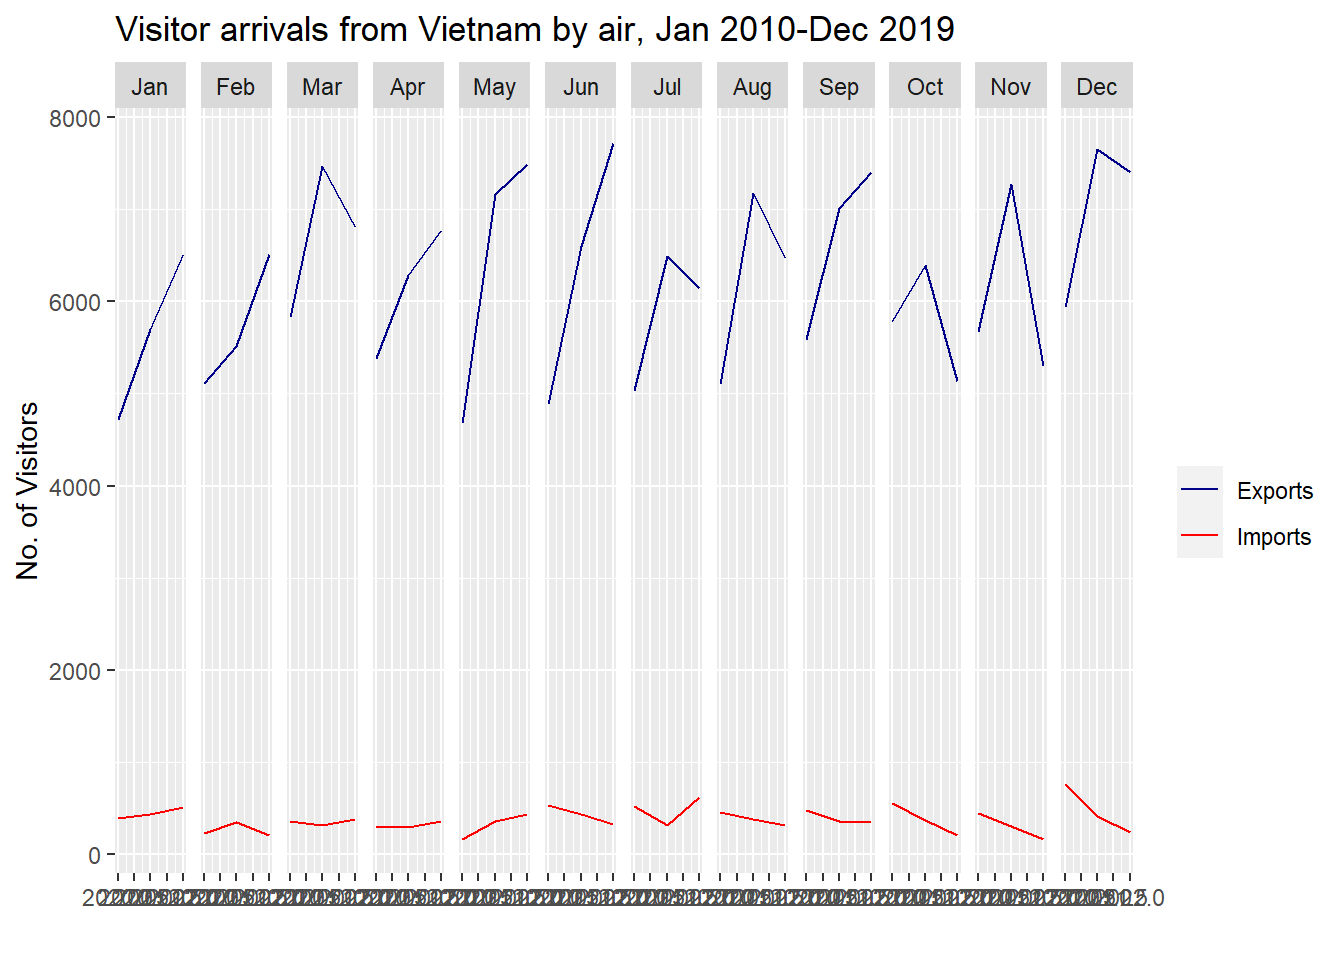 Visitor arrivals from Vietnam by air, Jan 2010-Dec 2019
Jan Feb Mar Apr May Jun Jul Aug Sep Oct Nov Dec
8000
6000
4000
2000
0
No. of Visitors
Exports
Imports